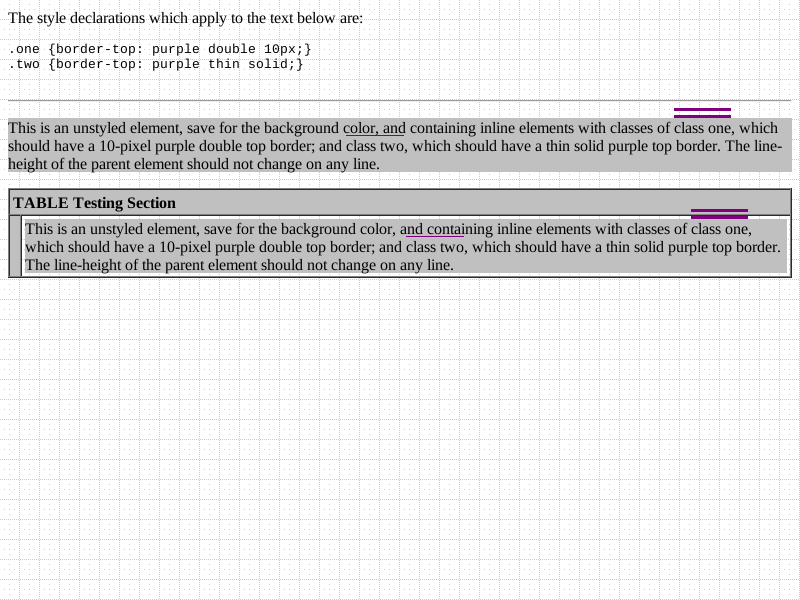 The style declarations which apply to the text below are:
.one {border-top: purple double 10px;}
.two {border-top: purple thin solid;}
This is an unstyled element, save for the background color, and containing inline elements with classes of class one, which
should have a 10-pixel purple double top border; and class two, which should have a thin solid purple top border. The line-
height of the parent element should not change on any line.
TABLE Testing Section
This is an unstyled element, save for the background color, and containing inline elements with classes of class one,
which should have a 10-pixel purple double top border; and class two, which should have a thin solid purple top border.
The line-height of the parent element should not change on any line.